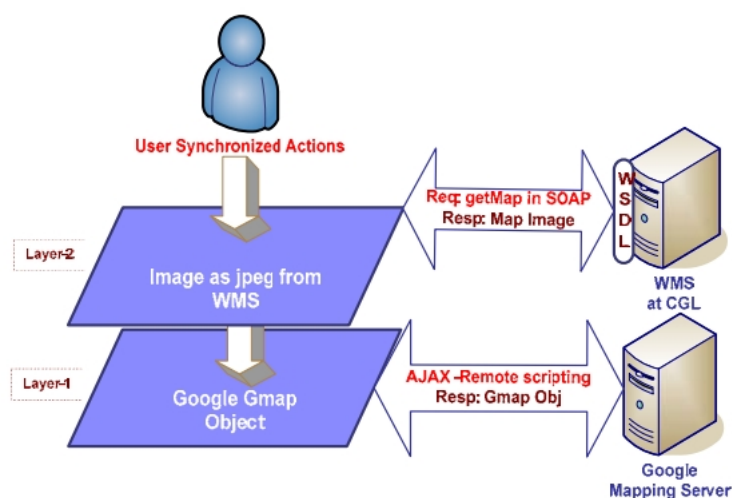 User Synchronized Actions
Req: getMap in SOAP
Resp: Map Image
WSDL
Layer-2
Image as jpeg from
WMS
WMS
at CGL
Layer-1
Google Gmap
Object
AJAX -Remote scripting
Resp: Gmap Obj
Google
Mapping Server